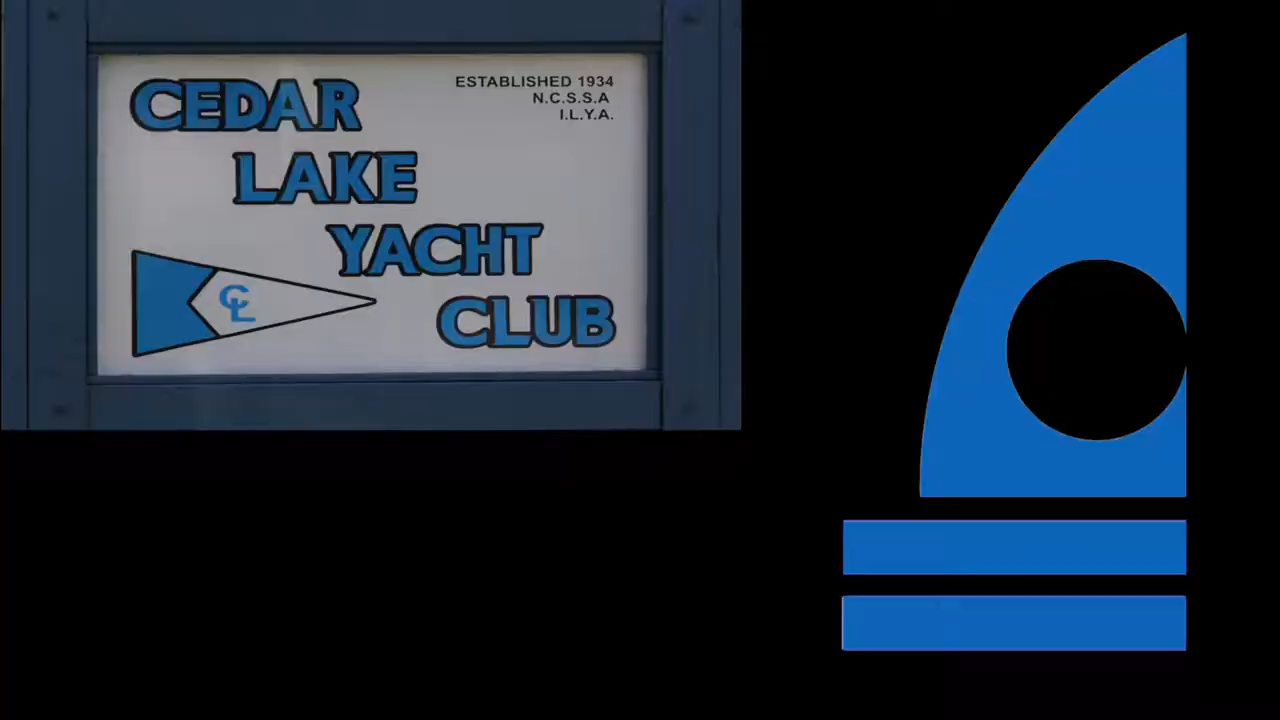 CEDAR
LAKE
YACHT
CLUB
ESTABLISHED 1934
N.C.S.S.A
I.L.Y.A.
CL